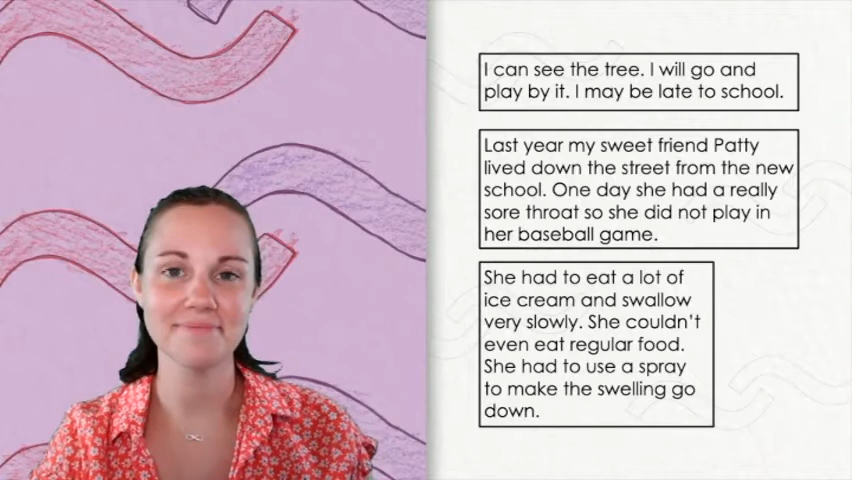 I can see the tree. I will go and
play by it. I may be late to school.
Last year my sweet friend Patty
lived down the street from the new
school. One day she had a really
sore throat so she did not play in
her baseball game.
She had to eat a lot of
ice cream and swallow
very slowly. She couldn't
even eat regular food.
She had to use a spray
to make the swelling go
down.